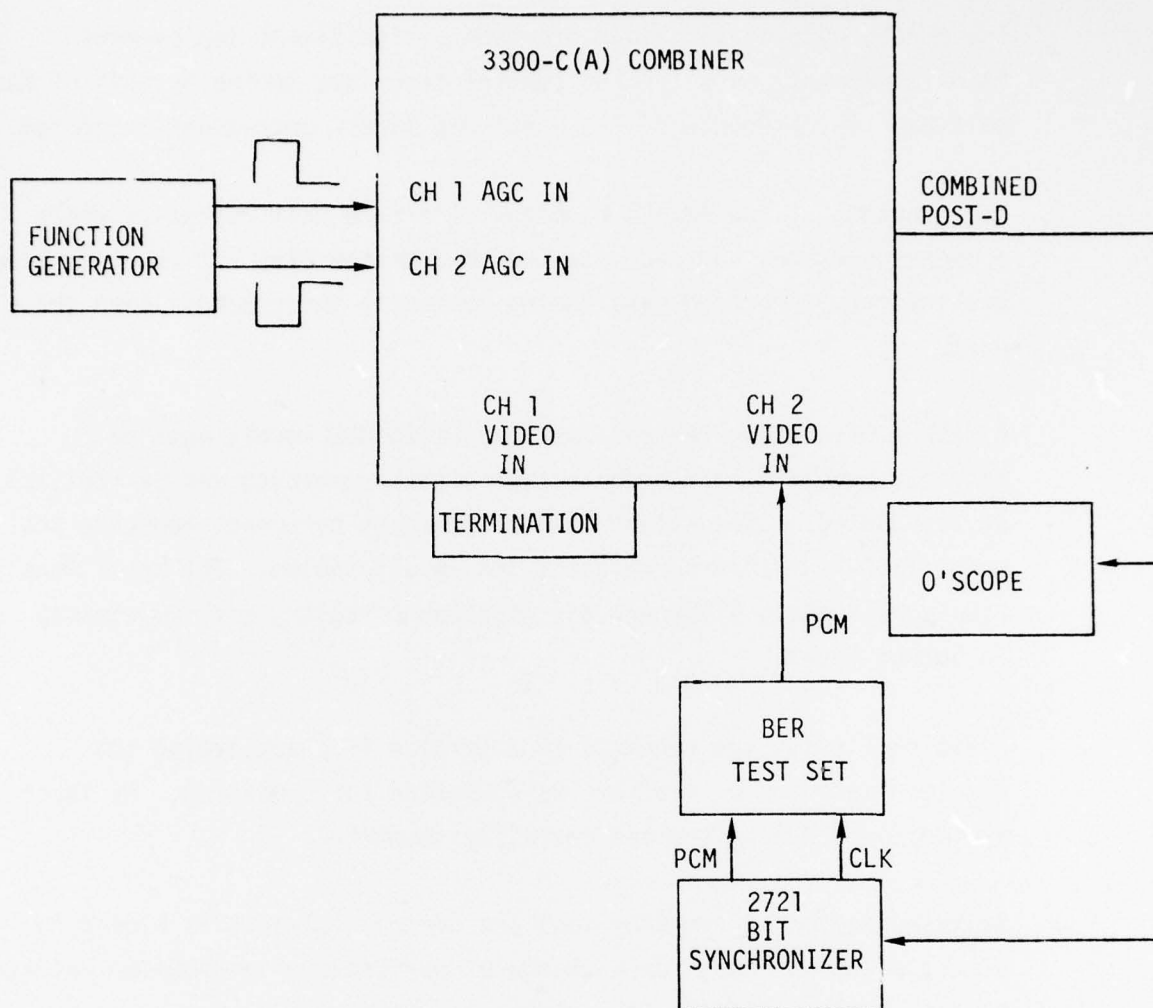 3300-C(A) COMBINER
CH 1 AGC IN
CH 2 AGC IN
FUNCTION
GENERATOR
COMBINED
POST-D
CH 1
VIDEO
IN
CH 2
VIDEO
IN
TERMINATION
O'SCOPE
PCM
BER
TEST SET
PCM
CLK
2721
BIT
SYNCHRONIZER